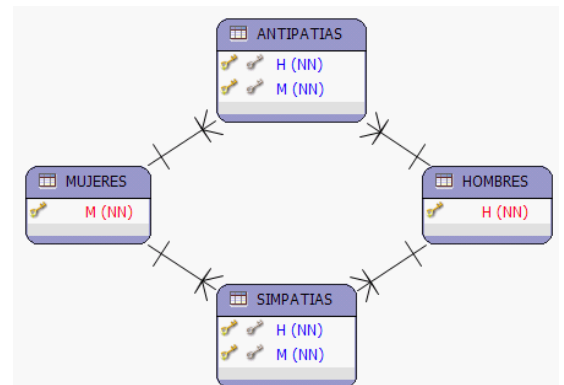 ANTIPATIAS
H (NN)
M (NN)
MUJERES
M (NN)
HOMBRES
H (NN)
SIMPATIAS
H (NN)
M (NN)